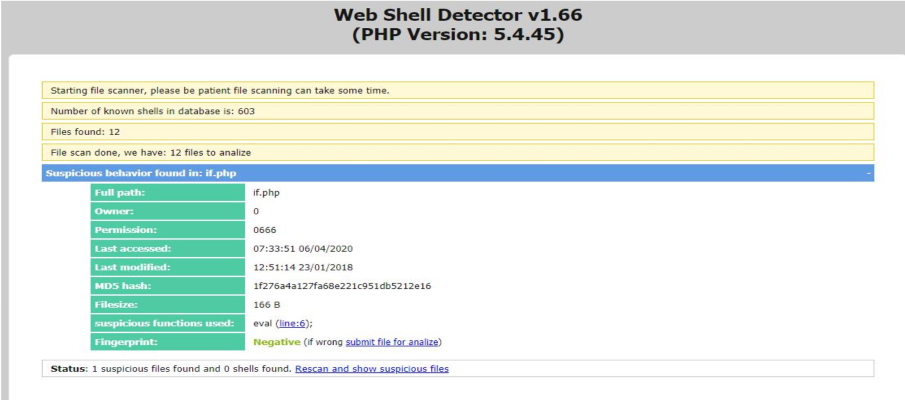 Web Shell Detector v1.66
(PHP Version: 5.4.45)
Starting file scanner, please be patient file scanning can take some time.
Number of known shells in database is: 603
Files found: 12
File scan done, we have: 12 files to analize
Suspicious behavior found in: if.php -
Full path: if.php
Owner: 0
Permission: 0666
Last accessed: 07:33:51 06/04/2020
Last modified: 12:51:14 23/01/2018
MD5 hash: 1f276a4a127fa68e221c951db5212e16
Filesize: 166 B
suspicious functions used: eval (line:6);
Fingerprint: Negative (if wrong submit file for analize)
Status: 1 suspicious files found and 0 shells found. Rescan and show suspicious files